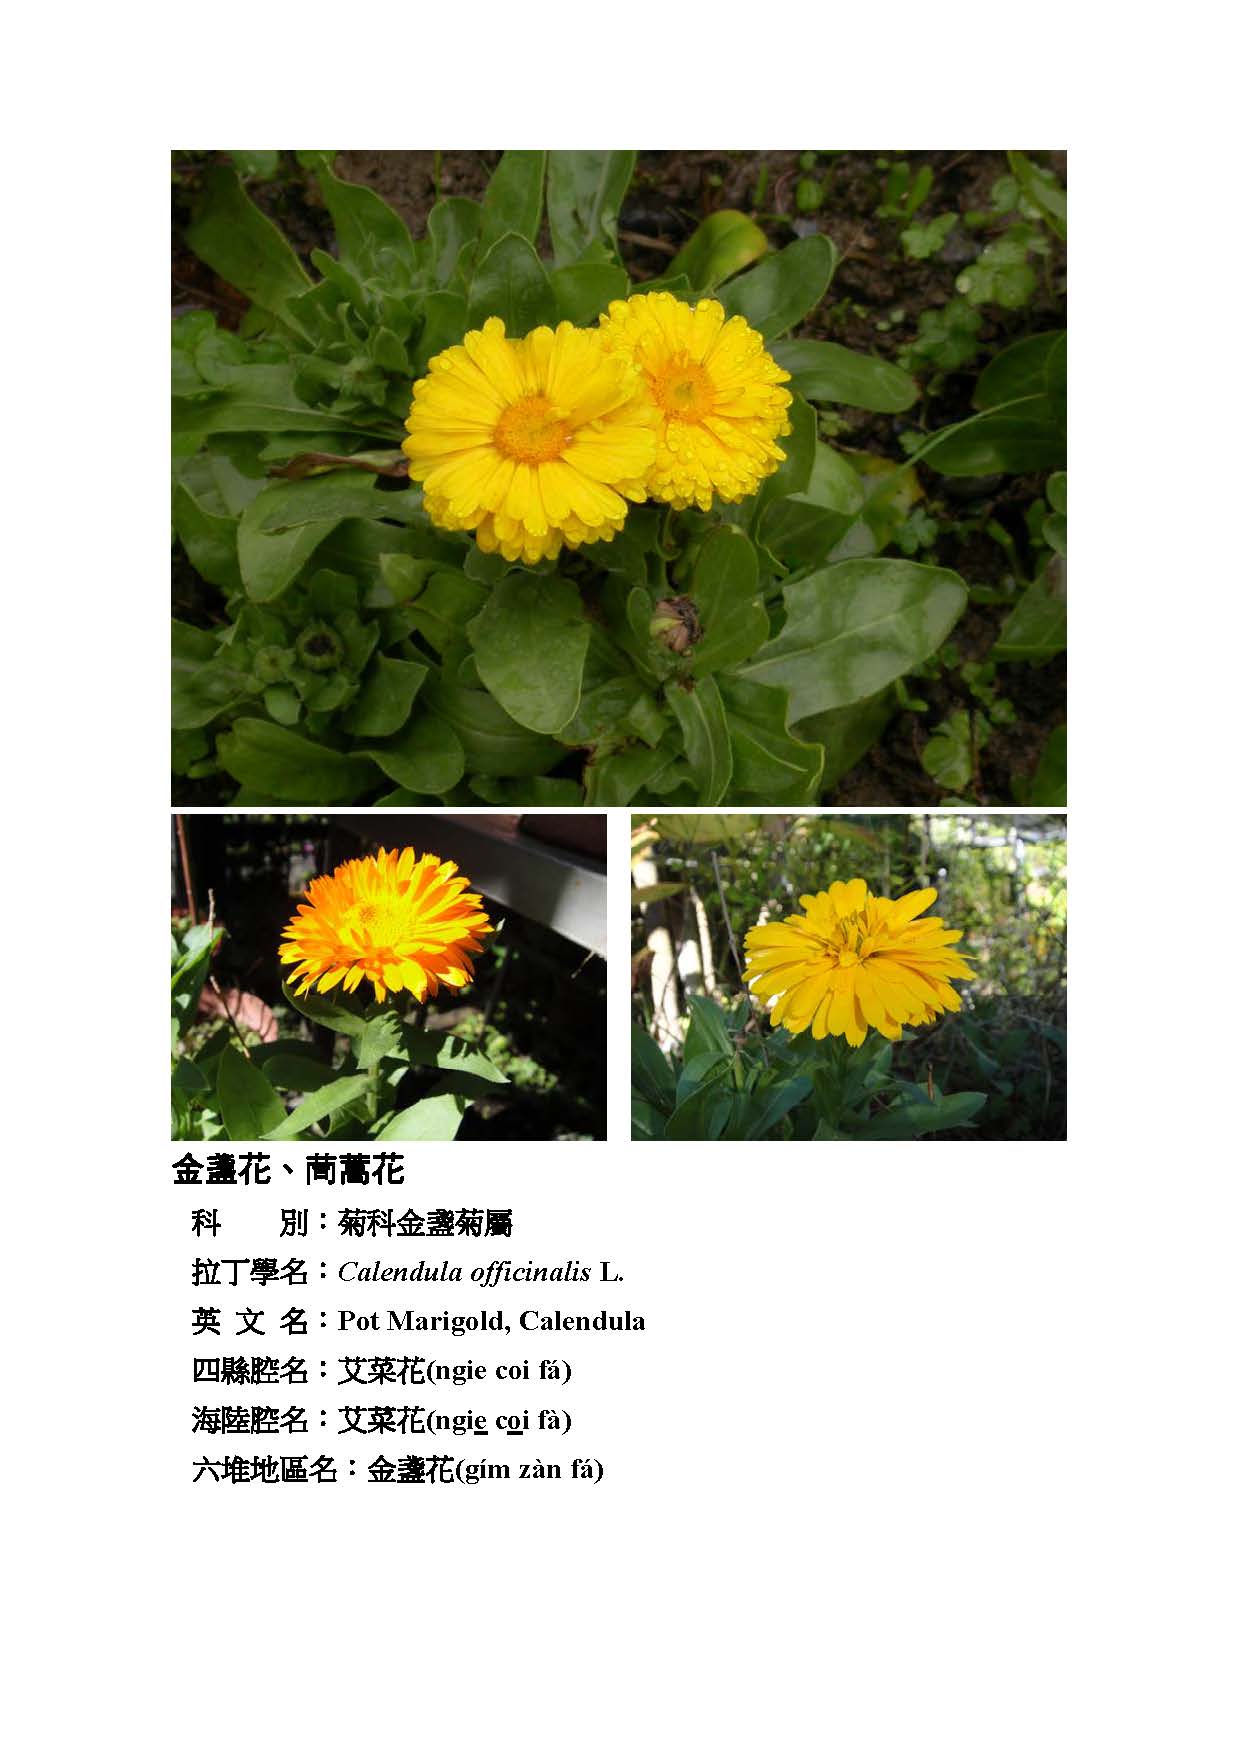 金盞花、茼蒿花
科　　別：菊科金盞菊屬
拉丁學名：Calendula officinalis L.
英 文 名：Pot Marigold, Calendula
四縣腔名：艾菜花(ngie coi fá)
海陸腔名：艾菜花(ngie coi fà)
六堆地區名：金盞花(gím zàn fá)